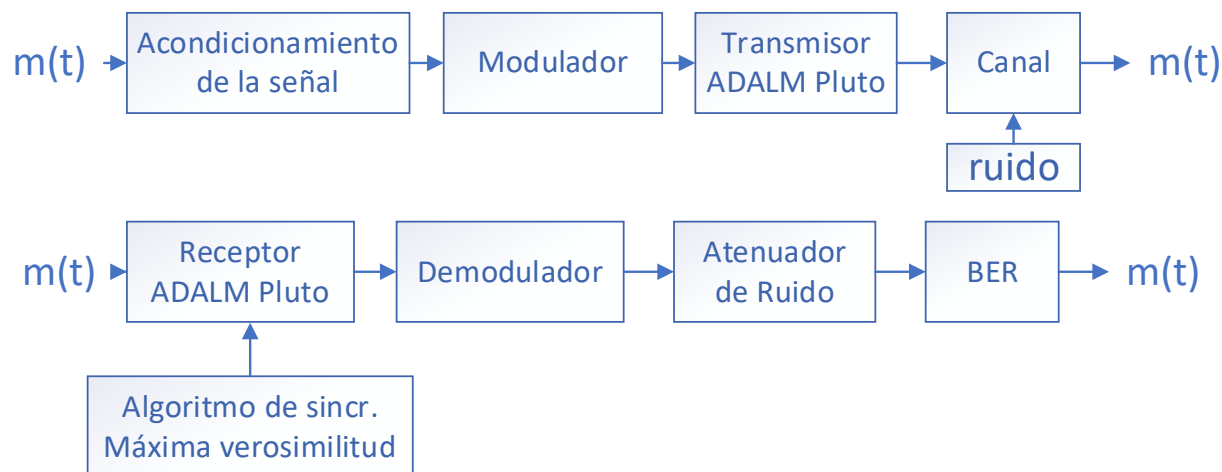 m(t)
Acondicionamiento
de la señal
Modulador
Transmisor
ADALM Pluto
Canal
m(t)
ruido
m(t)
Receptor
ADALM Pluto
Demodulador
Atenuador
de Ruido
BER
m(t)
Algoritmo de sincr.
Máxima verosimilitud